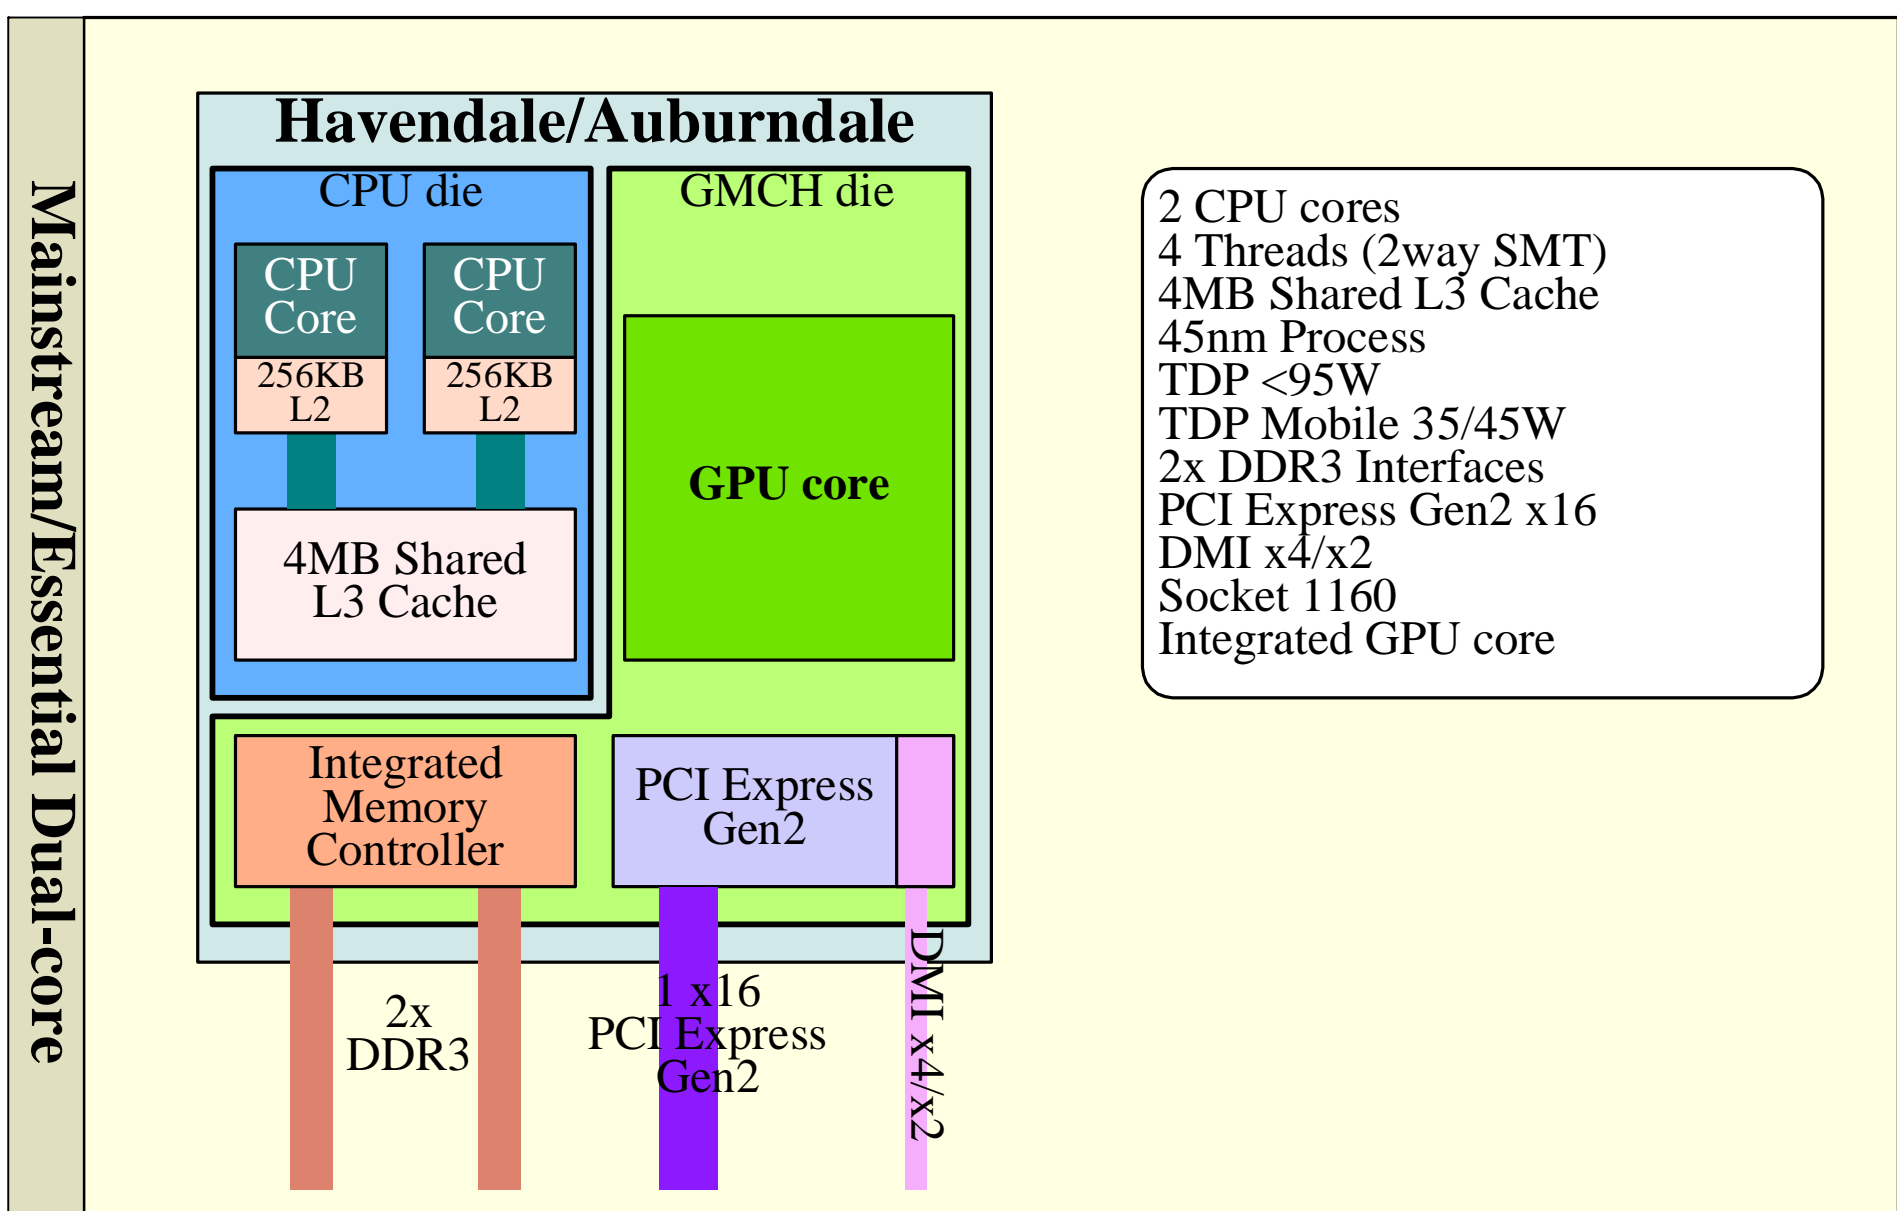 Mainstream/Essential Dual-core
Havendale/Auburndale
CPU die
CPU
Core
256KB
L2
CPU
Core
256KB
L2
4MB Shared
L3 Cache
GMCH die
GPU core
Integrated
Memory
Controller
PCI Express
Gen2
2x
DDR3
1 x16
PCI Express
Gen2
DMI x4/x2
2 CPU cores
4 Threads (2way SMT)
4MB Shared L3 Cache
45nm Process
TDP <95W
TDP Mobile 35/45W
2x DDR3 Interfaces
PCI Express Gen2 x16
DMI x4/x2
Socket 1160
Integrated GPU core